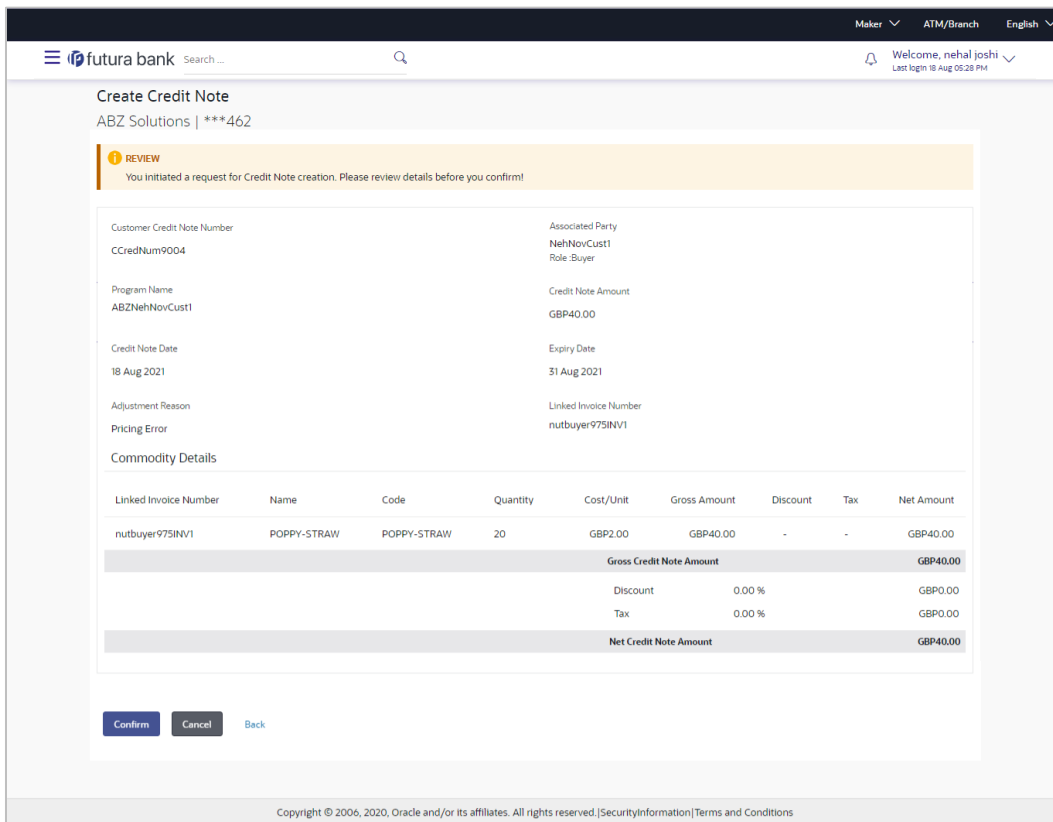 Maker ATM/Branch English
futura bank Search ... Welcome, nehal joshi
Last login 18 Aug 05:28 PM
Create Credit Note
ABZ Solutions | ***462
REVIEW
You initiated a request for Credit Note creation. Please review details before you confirm!
Customer Credit Note Number Associated Party
CCredNum9004 NehNovCust1
Role :Buyer
Program Name Credit Note Amount
ABZNehNovCust1 GBP40.00
Credit Note Date Expiry Date
18 Aug 2021 31 Aug 2021
Adjustment Reason Linked Invoice Number
Pricing Error nutbuyer975INV1
Commodity Details
Linked Invoice Number Name Code Quantity Cost/Unit Gross Amount Discount Tax Net Amount
nutbuyer975INV1 POPPY-STRAW POPPY-STRAW 20 GBP2.00 GBP40.00 - - GBP40.00
Gross Credit Note Amount GBP40.00
Discount 0.00 % GBP0.00
Tax 0.00 % GBP0.00
Net Credit Note Amount GBP40.00
Confirm Cancel Back
Copyright © 2006, 2020, Oracle and/or its affiliates. All rights reserved.|SecurityInformation|Terms and Conditions